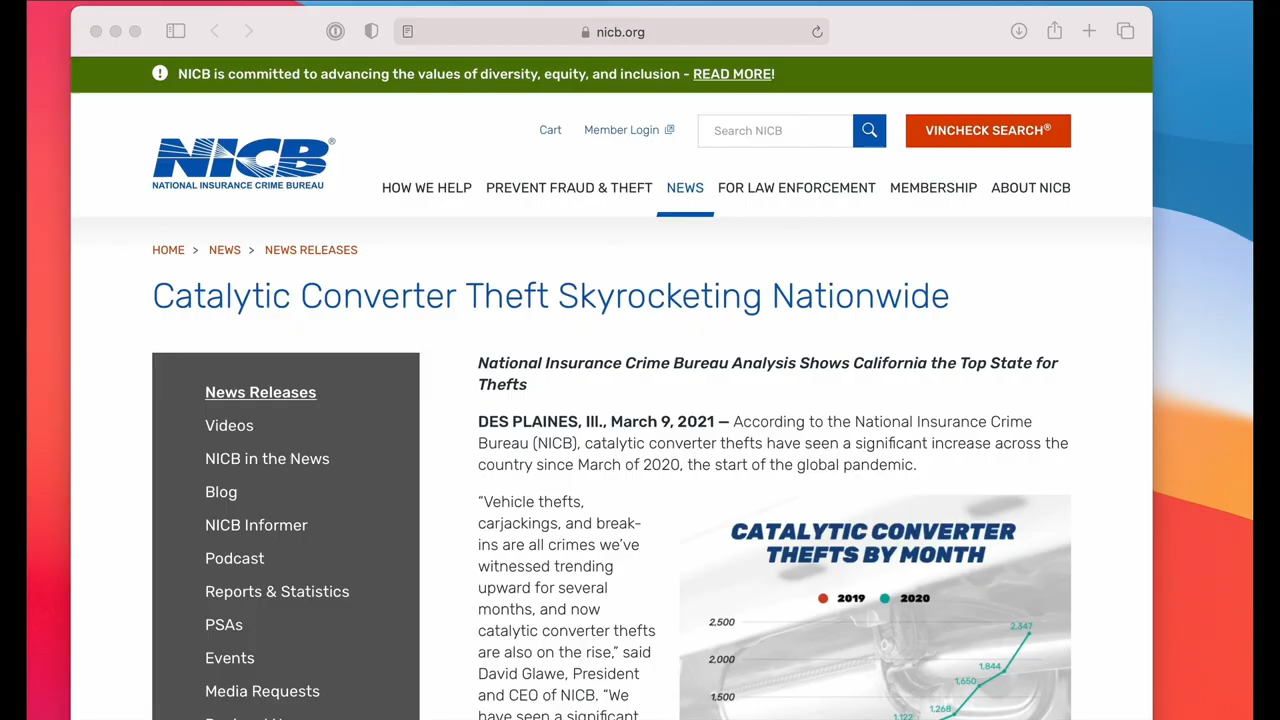 nicb.org
NICB is committed to advancing the values of diversity, equity, and inclusion - READ MORE!
Cart
Member Login
Search NICB
VINCHECK SEARCH®
NICB®
NATIONAL INSURANCE CRIME BUREAU
HOW WE HELP
PREVENT FRAUD & THEFT
NEWS
FOR LAW ENFORCEMENT
MEMBERSHIP
ABOUT NICB
HOME > NEWS > NEWS RELEASES
Catalytic Converter Theft Skyrocketing Nationwide
News Releases
Videos
NICB in the News
Blog
NICB Informer
Podcast
Reports & Statistics
PSAs
Events
Media Requests
National Insurance Crime Bureau Analysis Shows California the Top State for
Thefts
DES PLAINES, Ill., March 9, 2021 — According to the National Insurance Crime
Bureau (NICB), catalytic converter thefts have seen a significant increase across the
country since March of 2020, the start of the global pandemic.
“Vehicle thefts,
carjackings, and break-
ins are all crimes we’ve
witnessed trending
upward for several
months, and now
catalytic converter thefts
are also on the rise,” said
David Glawe, President
and CEO of NICB. “We
have seen a significant
CATALYTIC CONVERTER
THEFTS BY MONTH
2019 2020
2,500
2,347
2,000
1,844
1,650
1,500
1,268
1,122